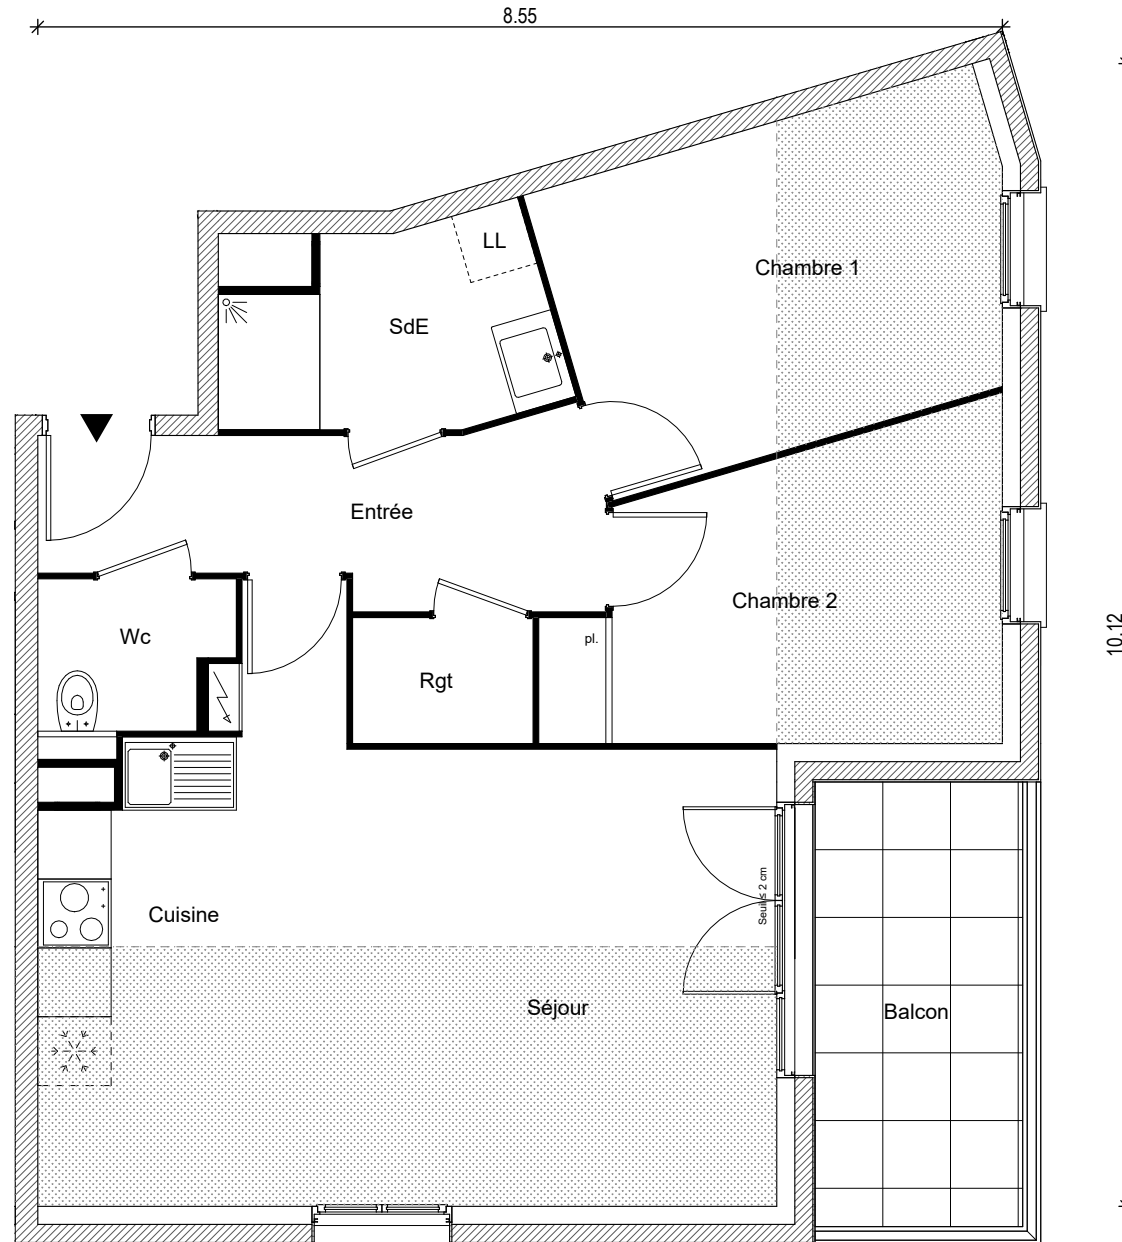 8.55
LL
Chambre 1
SdE
Entrée
10.12
Chambre 2
Wc
pl.
Rgt
Seuil ≤ 2 cm
Cuisine
Séjour
Balcon